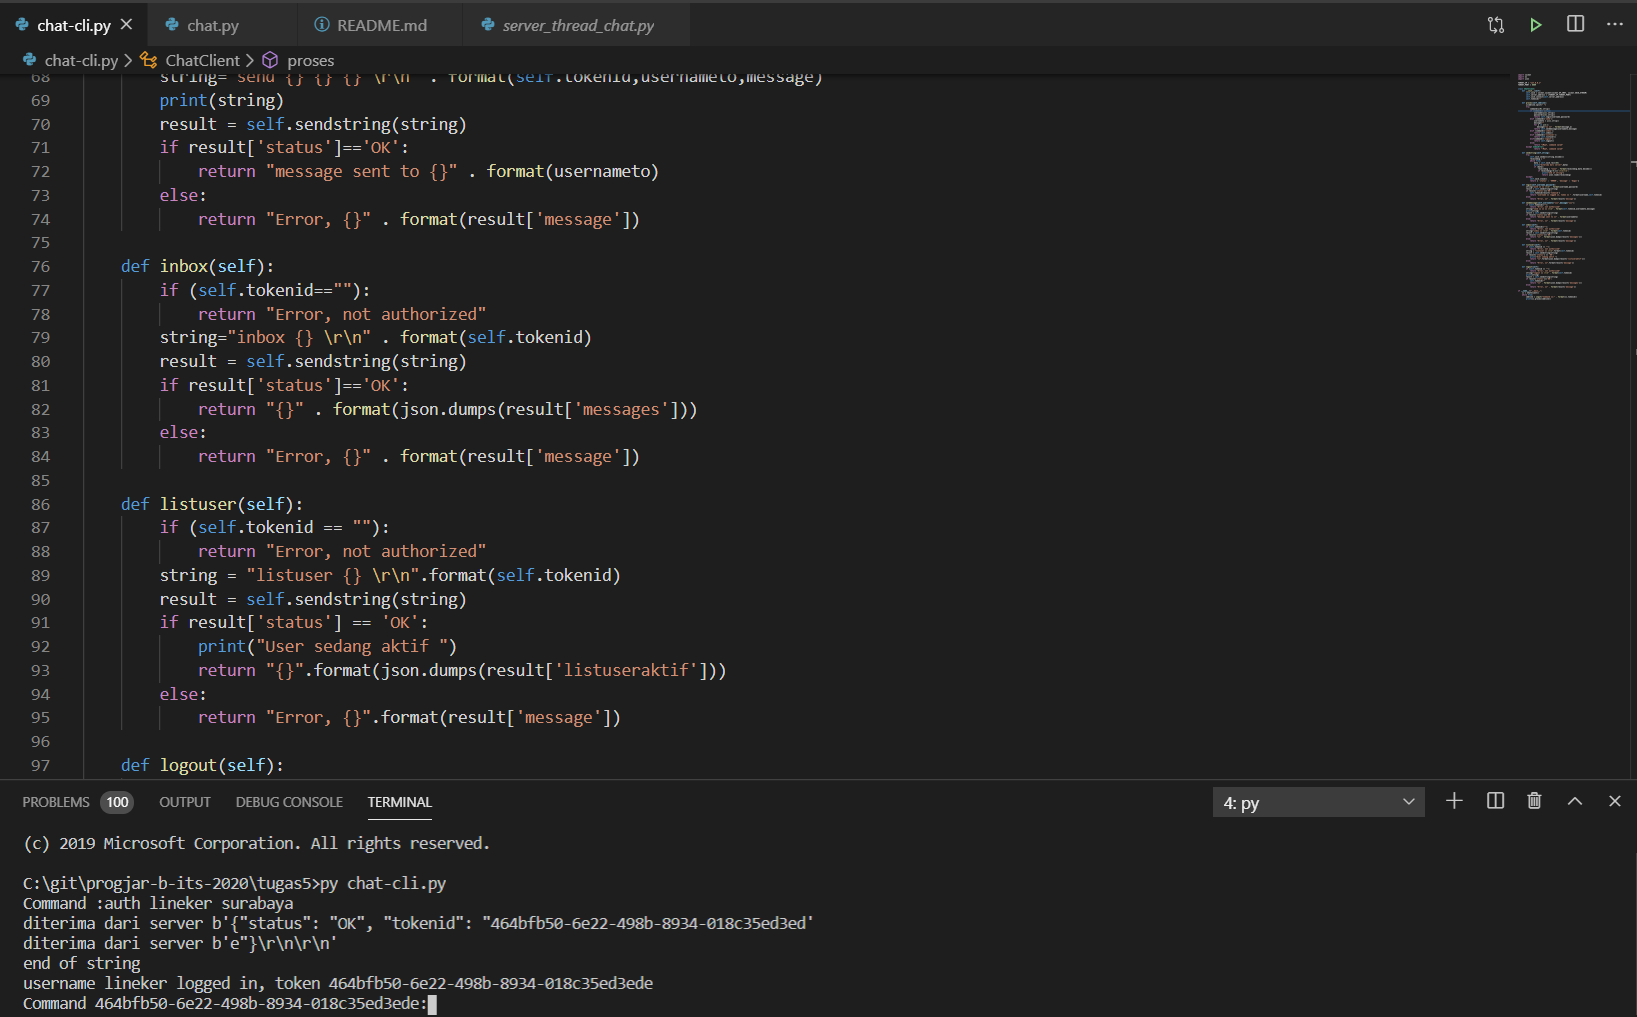 chat-cli.py
chat.py
README.md
server_thread_chat.py
chat-cli.py > ChatClient > proses
68 string="send {} {} {} \r\n" . format(self.tokenid,usernameto,message)
69 print(string)
70 result = self.sendstring(string)
71 if result['status']=='OK':
72 return "message sent to {}" . format(usernameto)
73 else:
74 return "Error, {}" . format(result['message'])
75
76 def inbox(self):
77 if (self.tokenid==""):
78 return "Error, not authorized"
79 string="inbox {} \r\n" . format(self.tokenid)
80 result = self.sendstring(string)
81 if result['status']=='OK':
82 return "{}" . format(json.dumps(result['messages']))
83 else:
84 return "Error, {}" . format(result['message'])
85
86 def listuser(self):
87 if (self.tokenid == ""):
88 return "Error, not authorized"
89 string = "listuser {} \r\n".format(self.tokenid)
90 result = self.sendstring(string)
91 if result['status'] == 'OK':
92 print("User sedang aktif ")
93 return "{}".format(json.dumps(result['listuseraktif']))
94 else:
95 return "Error, {}".format(result['message'])
96
97 def logout(self):
PROBLEMS 100 OUTPUT DEBUG CONSOLE TERMINAL
4: py
(c) 2019 Microsoft Corporation. All rights reserved.
C:\git\progjar-b-its-2020\tugas5>py chat-cli.py
Command :auth lineker surabaya
diterima dari server b'{"status": "OK", "tokenid": "464bfb50-6e22-498b-8934-018c35ed3ed'
diterima dari server b'e"}\r\n\r\n'
end of string
username lineker logged in, token 464bfb50-6e22-498b-8934-018c35ed3ede
Command 464bfb50-6e22-498b-8934-018c35ed3ede: